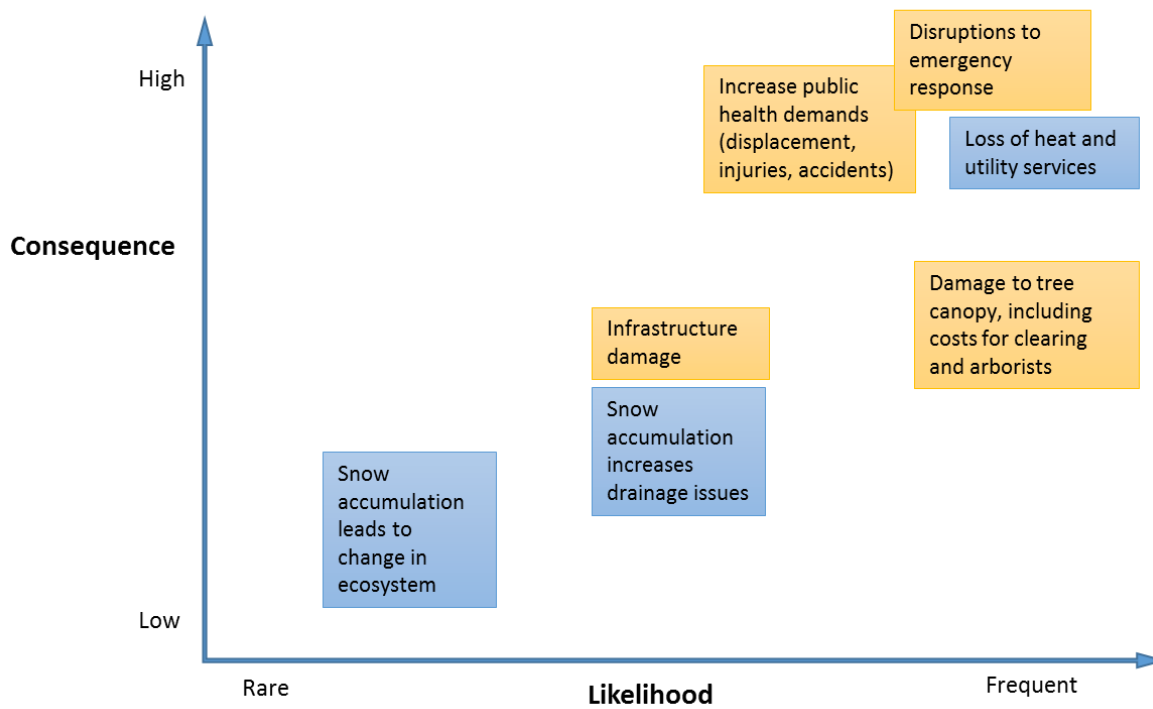 High
Consequence
Low
Rare
Likelihood
Frequent
Disruptions to
emergency
response
Increase public
health demands
(displacement,
injuries, accidents)
Loss of heat and
utility services
Damage to tree
canopy, including
costs for clearing
and arborists
Infrastructure
damage
Snow
accumulation
increases
drainage issues
Snow
accumulation
leads to
change in
ecosystem